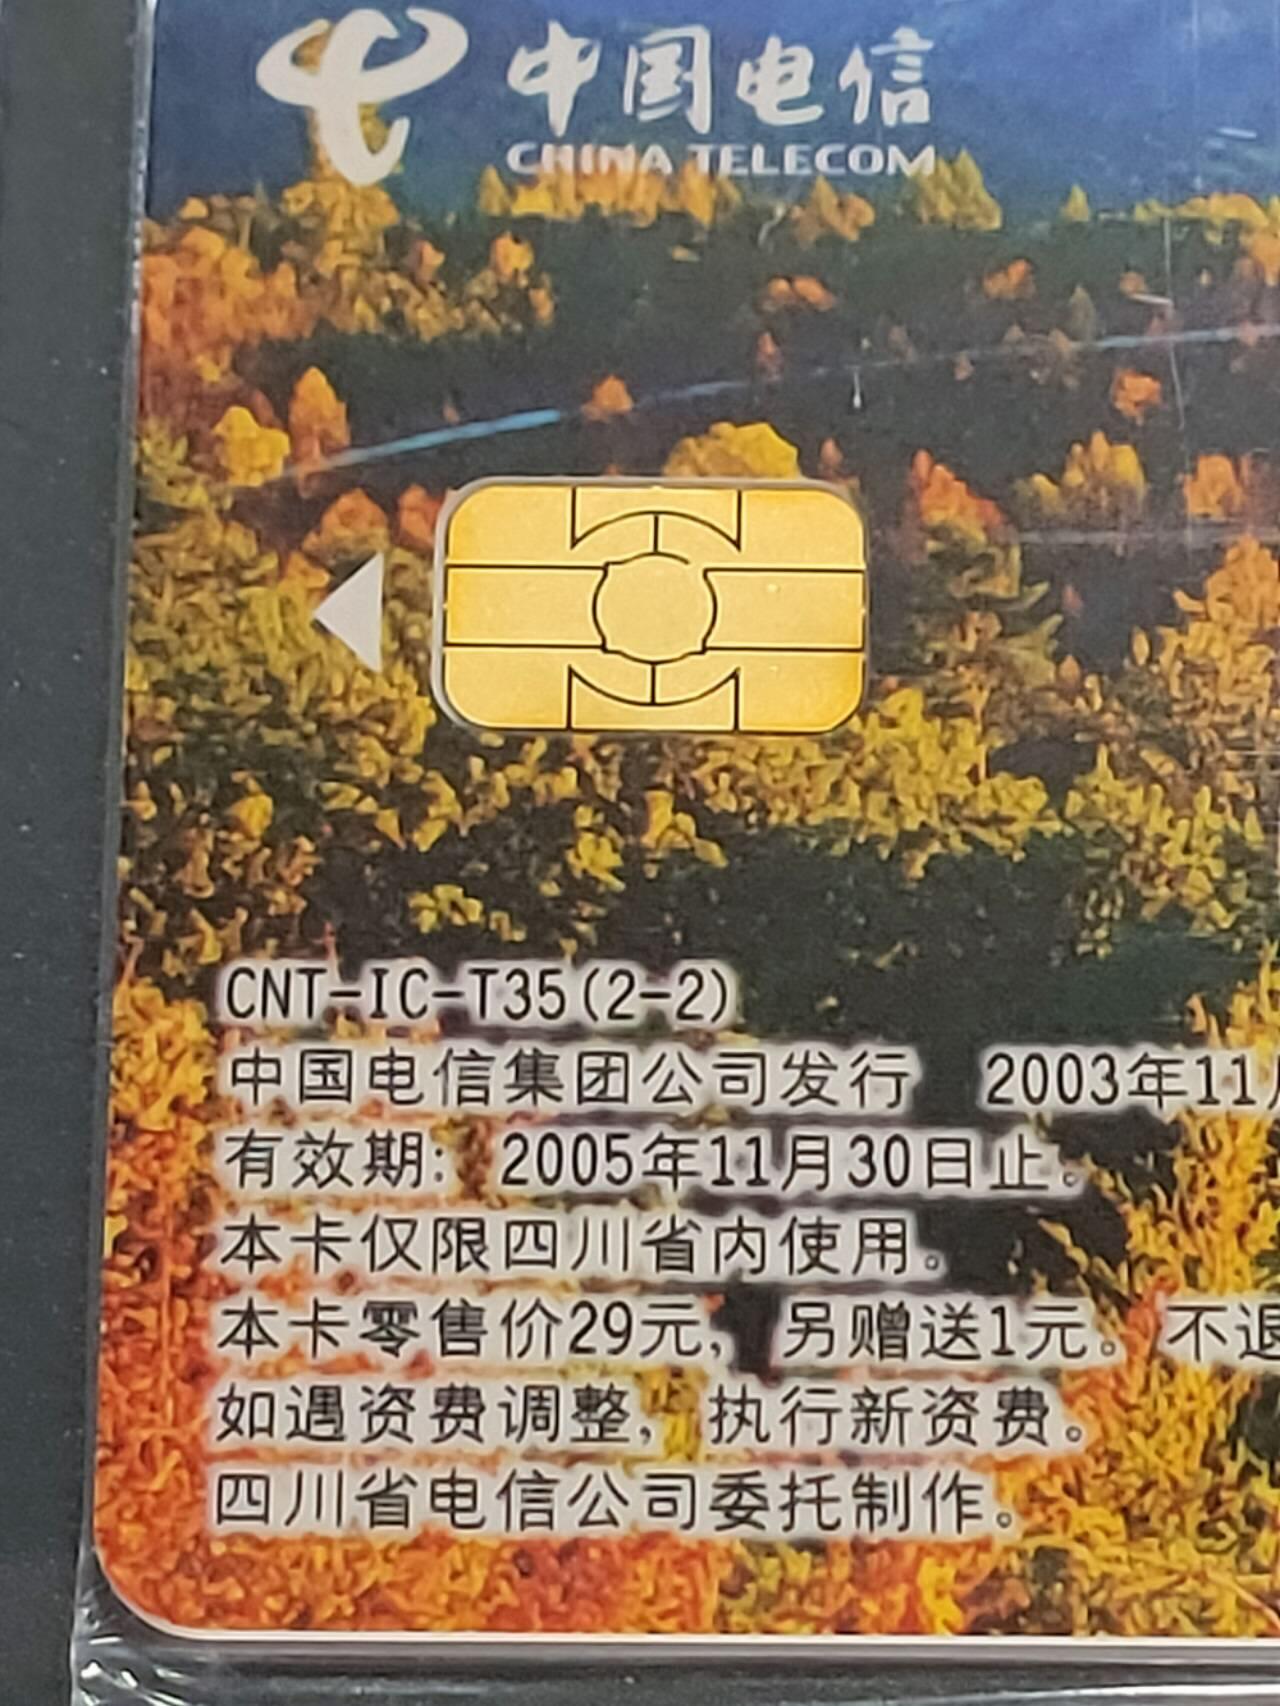 中国电信
CHINA TELECOM
CNT-IC-T35(2-2)
中国电信集团公司发行 2003年11
有效期: 2005年11月30日止。
本卡仅限四川省内使用。
本卡零售价29元, 另赠送1元。不退
如遇资费调整, 执行新资费。
四川省电信公司委托制作。